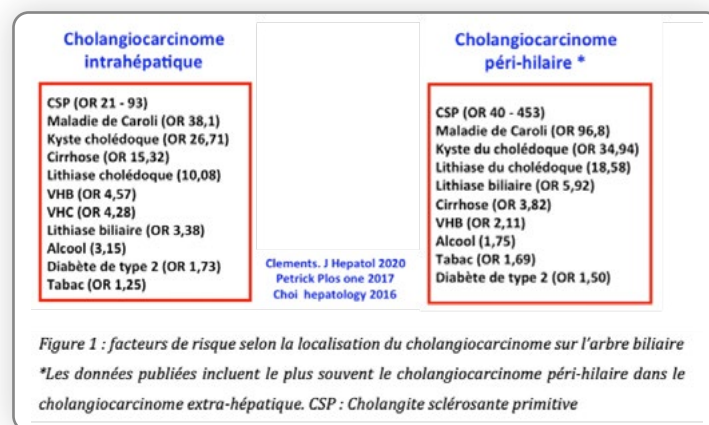 Cholangiocarcinome
intrahépatique
CSP (OR 21 - 93)
Maladie de Caroli (OR 38,1)
Kyste cholédoque (OR 26,71)
Cirrhose (OR 15,32)
Lithiase cholédoque (10,08)
VHB (OR 4,57)
VHC (OR 4,28)
Lithiase biliaire (OR 3,38)
Alcool (3,15)
Diabète de type 2 (OR 1,73)
Tabac (OR 1,25)
Clements. J Hepatol 2020
Petrick Plos one 2017
Choi hepatology 2016
Cholangiocarcinome
péri-hilaire *
CSP (OR 40 - 453)
Maladie de Caroli (OR 96,8)
Kyste du cholédoque (OR 34,94)
Lithiase du cholédoque (18,58)
Lithiase biliaire (OR 5,92)
Cirrhose (OR 3,82)
VHB (OR 2,11)
Alcool (1,75)
Tabac (OR 1,69)
Diabète de type 2 (OR 1,50)
Figure 1 : facteurs de risque selon la localisation du cholangiocarcinome sur l'arbre biliaire
*Les données publiées incluent le plus souvent le cholangiocarcinome péri-hilaire dans le
cholangiocarcinome extra-hépatique. CSP : Cholangite sclérosante primitive